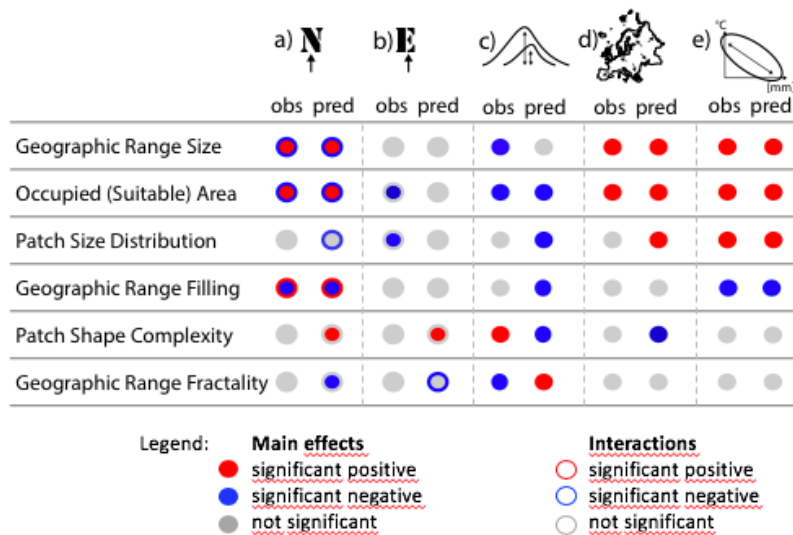 a) N b) E c) d) e) °C
[mm]
obs pred obs pred obs pred obs pred obs pred
Geographic Range Size
Occupied (Suitable) Area
Patch Size Distribution
Geographic Range Filling
Patch Shape Complexity
Geographic Range Fractality
Legend: Main effects Interactions
significant positive significant positive
significant negative significant negative
not significant not significant